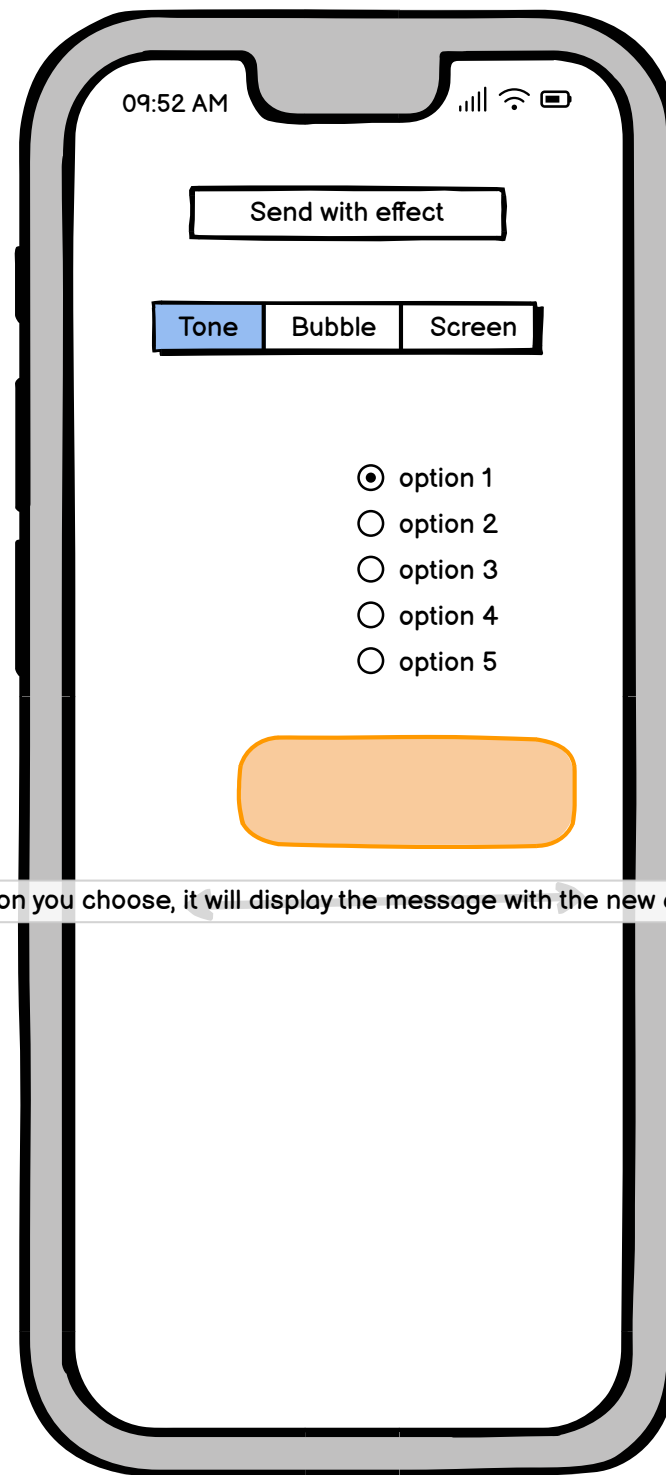 09:52 AM
Send with effect
Tone Bubble Screen
option 1
option 2
option 3
option 4
option 5
on you choose, it will display the message with the new